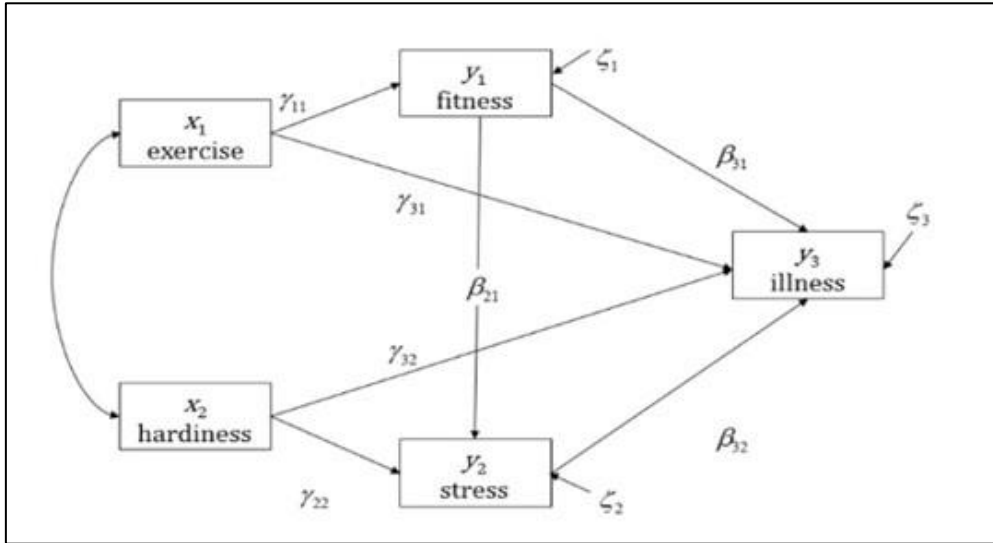 y₁
fitness
ζ₁
γ₁₁
x₁
exercise
β₃₁
γ₃₁
ζ₃
y₃
illness
β₂₁
γ₃₂
x₂
hardiness
β₃₂
y₂
stress
γ₂₂
ζ₂